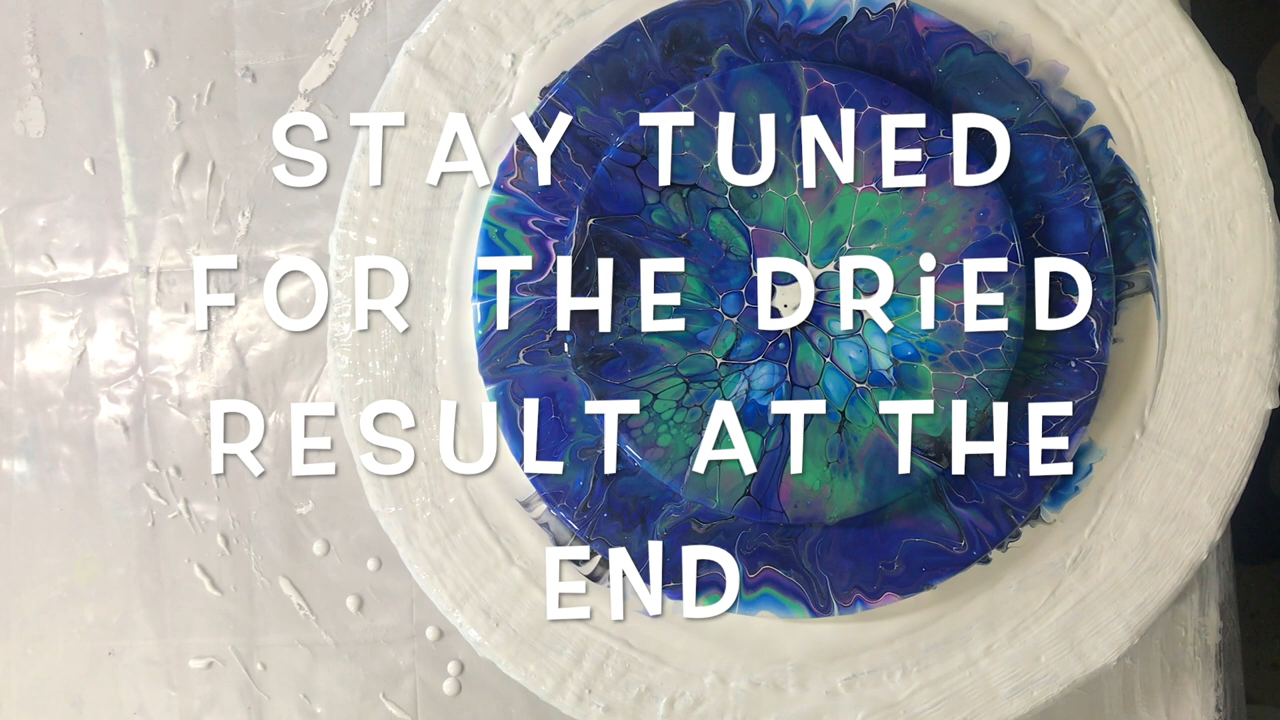 STAY TUNED
FOR THE DRiED
RESULT AT THE
END